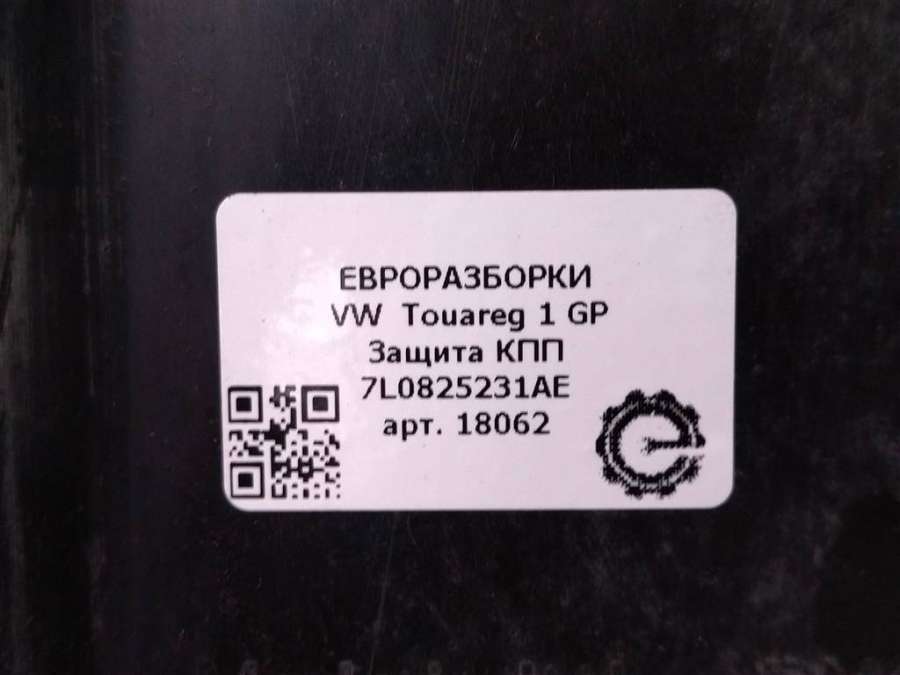 ЕВРОРАЗБОРКИ
VW Touareg 1 GP
Защита КПП
7L0825231AE
арт. 18062